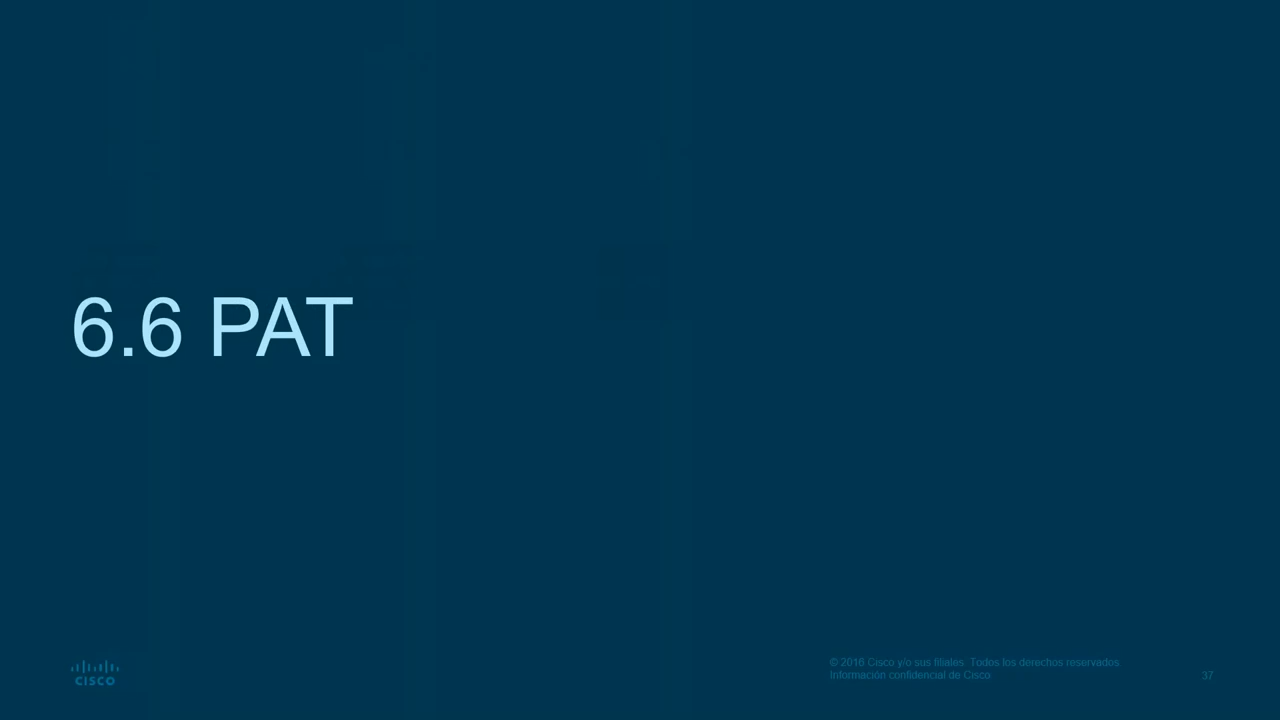 6.6 PAT
CISCO
© 2016 Cisco y/o sus filiales. Todos los derechos reservados.
Información confidencial de Cisco
37